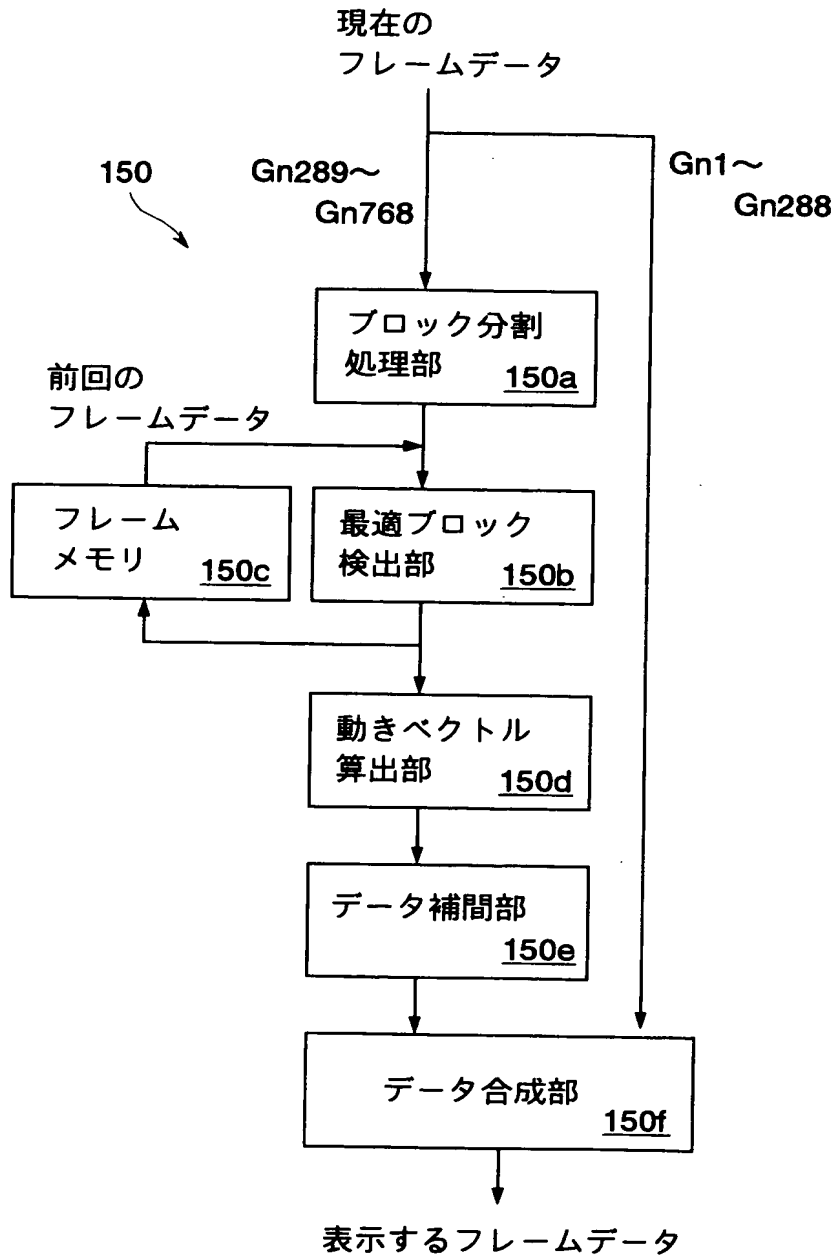 現在の
フレームデータ
150
Gn289～
Gn768
Gn1～
Gn288
ブロック分割
処理部 150a
前回の
フレームデータ
フレーム
メモリ 150c
最適ブロック
検出部 150b
動きベクトル
算出部 150d
データ補間部
150e
データ合成部
150f
表示するフレームデータ